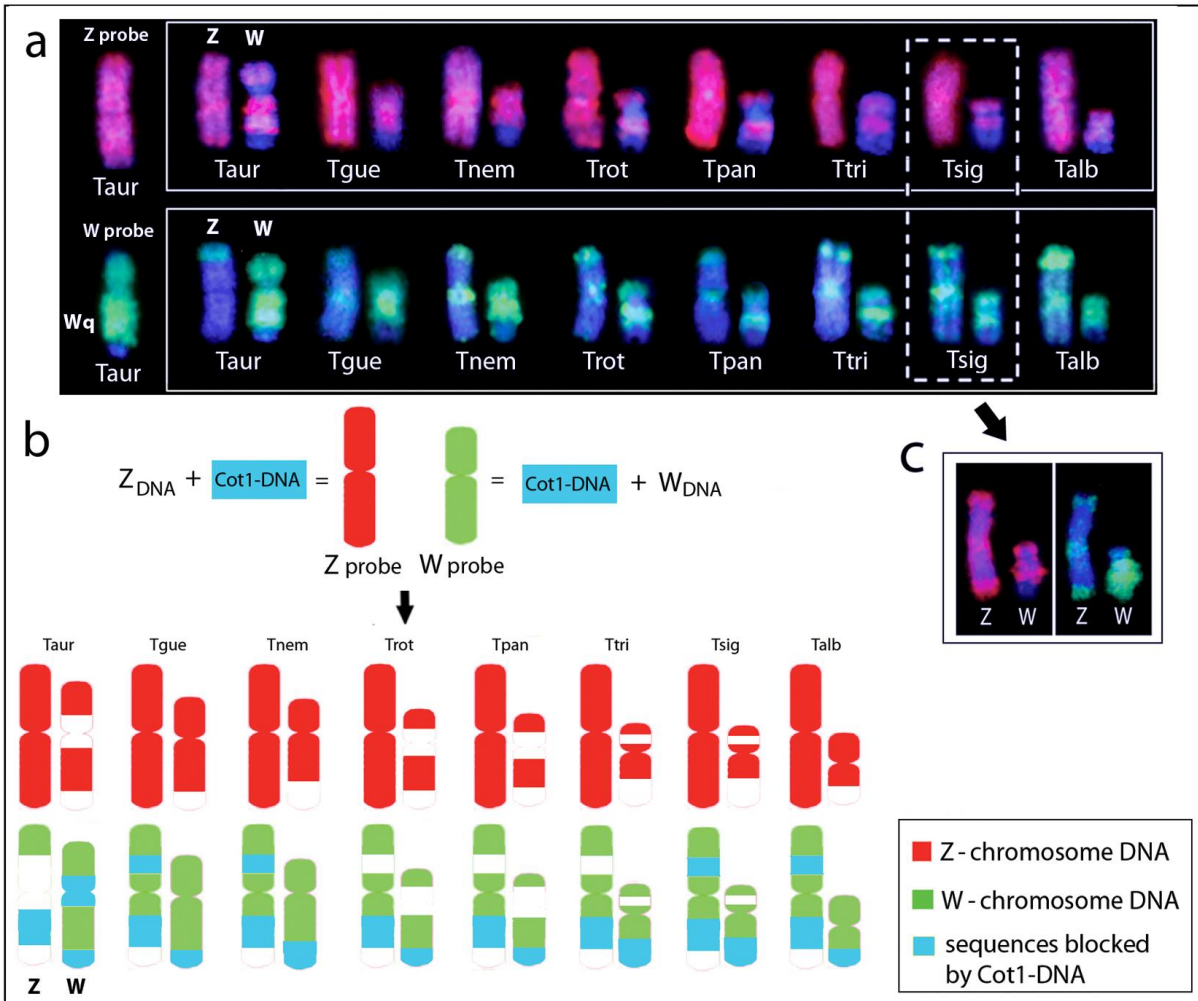 a
Z probe
Z W
Taur
Taur Tgue Tnem Trot Tpan Ttri Tsig Talb
W probe
Z W
Wq
Taur
Taur Tgue Tnem Trot Tpan Ttri Tsig Talb
b
Z DNA + Cot1-DNA = = Cot1-DNA + W DNA
Z probe W probe
c
Z W Z W
Taur Tgue Tnem Trot Tpan Ttri Tsig Talb
Z W
Z - chromosome DNA
W - chromosome DNA
sequences blocked
by Cot1-DNA